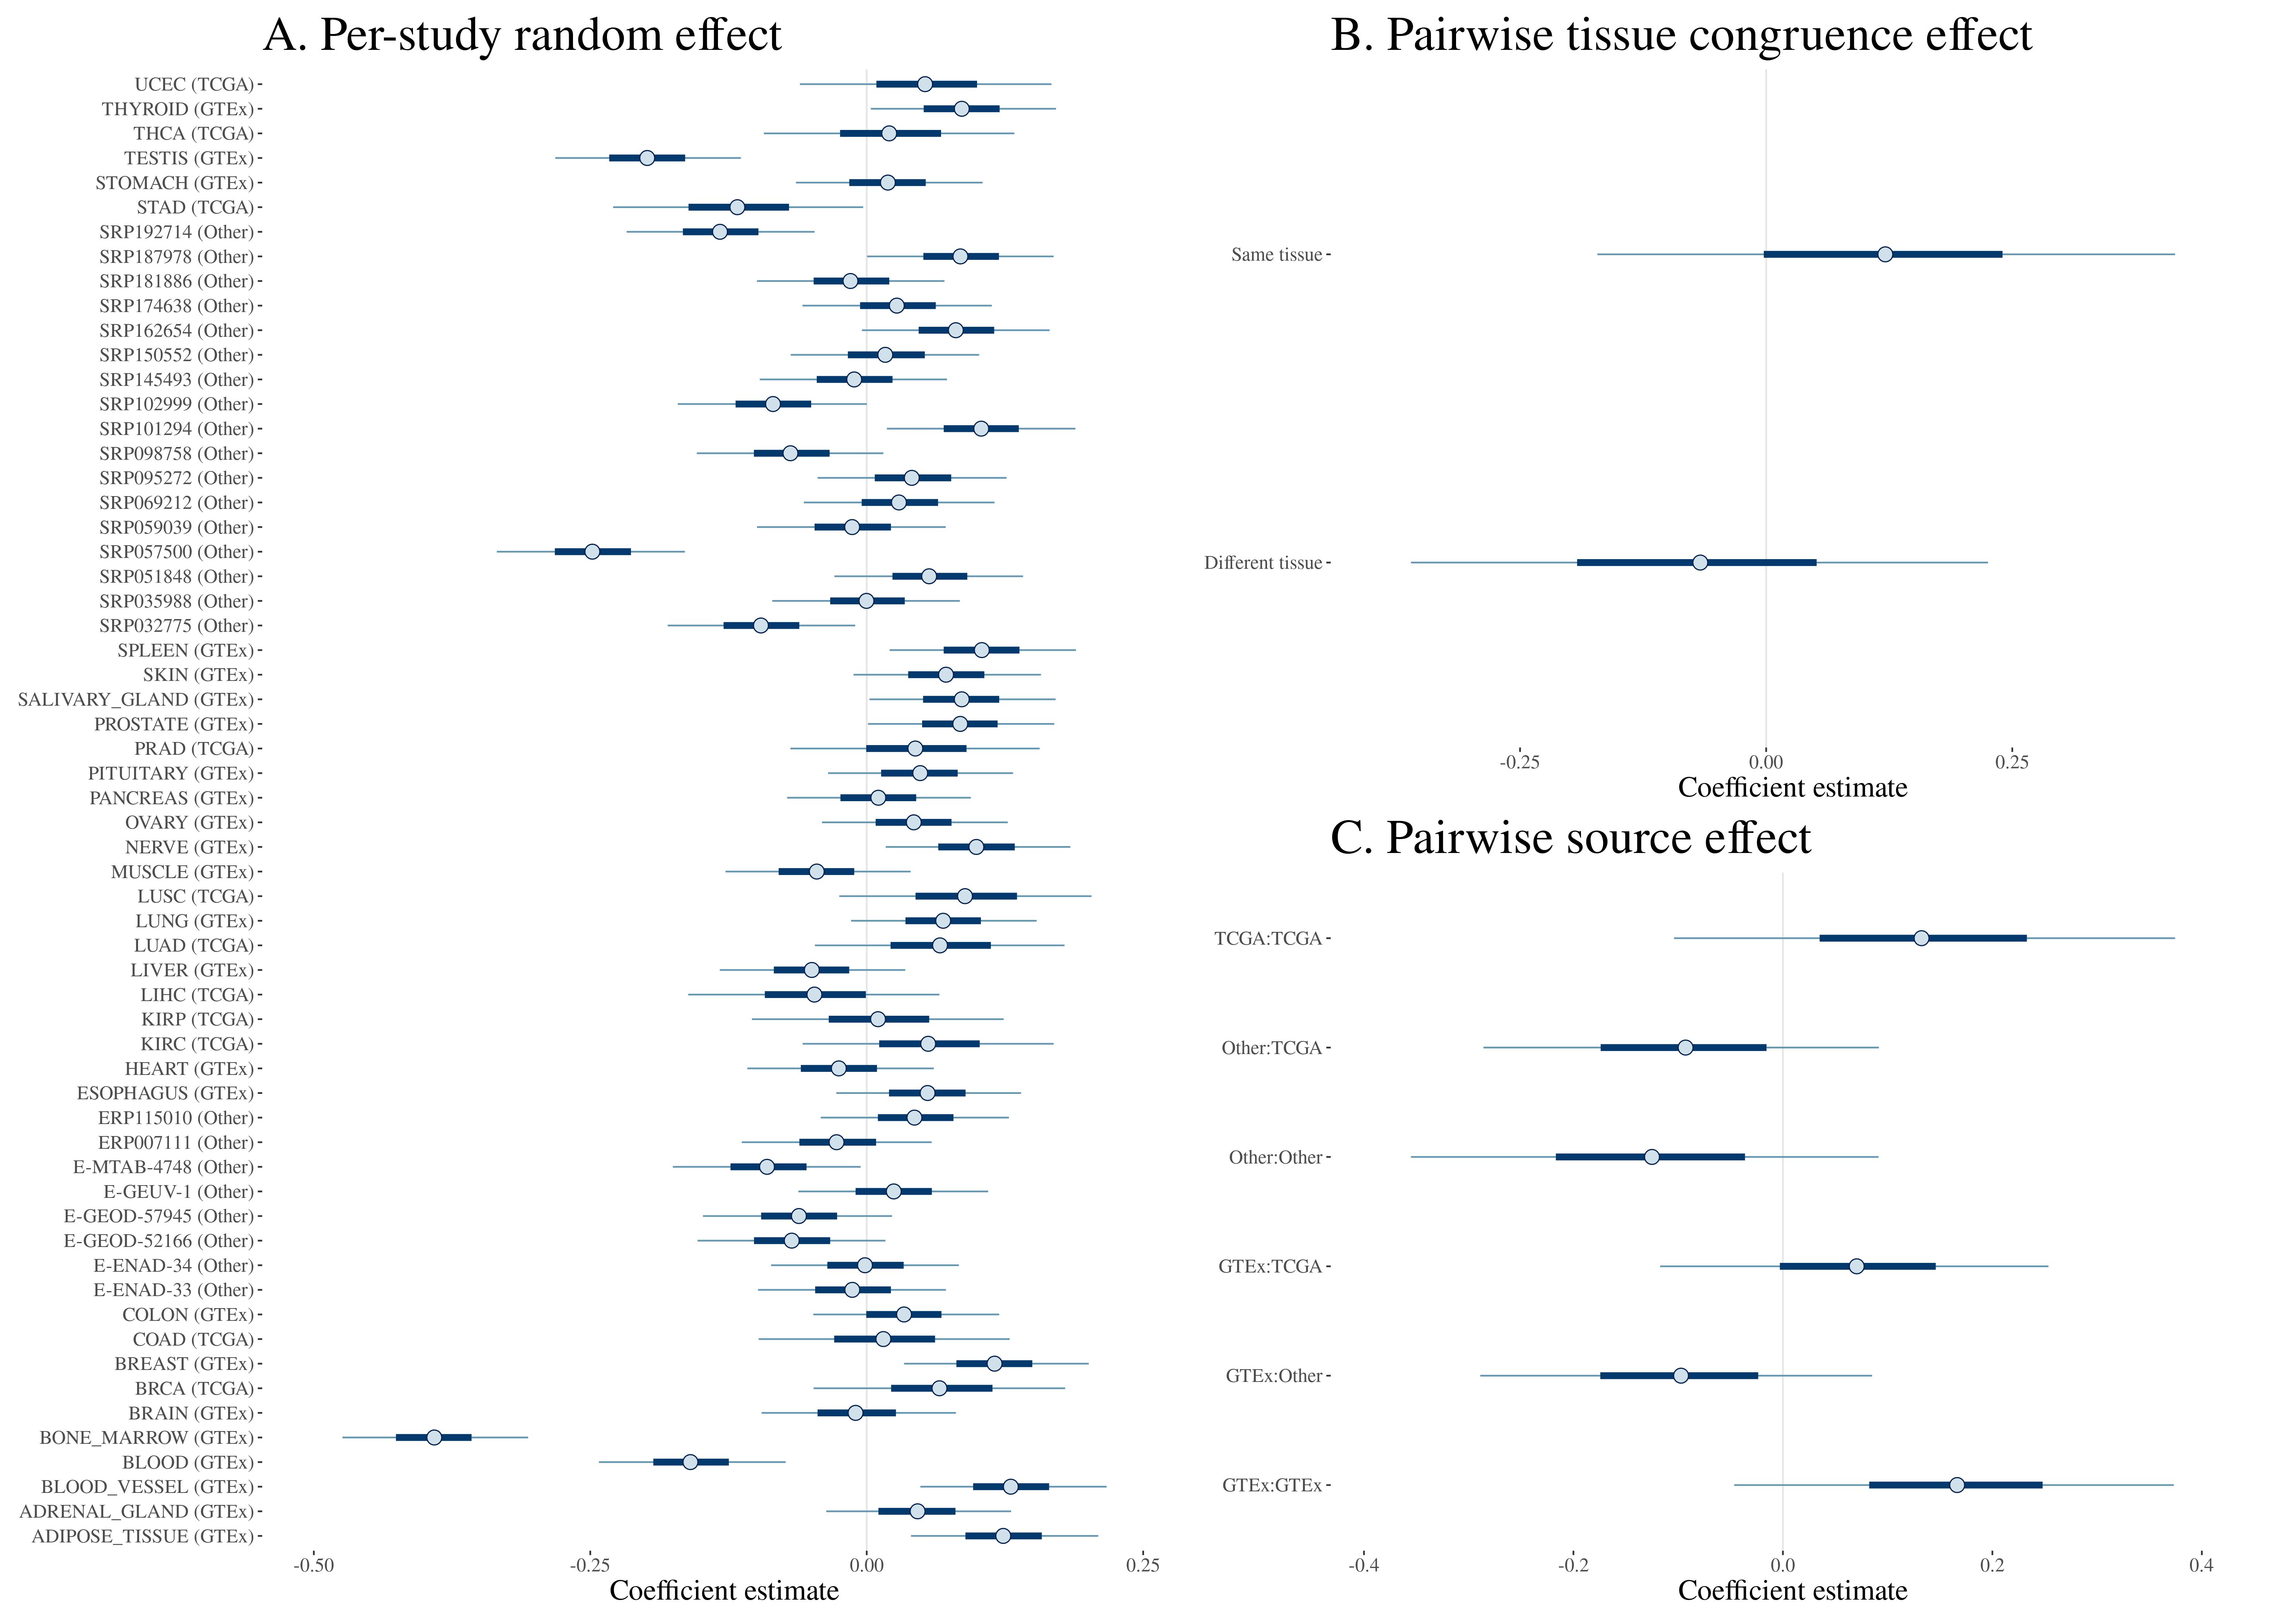 A. Per-study random effect
UCEC (TCGA)
THYROID (GTEx)
THCA (TCGA)
TESTIS (GTEx)
STOMACH (GTEx)
STAD (TCGA)
SRP192714 (Other)
SRP187978 (Other)
SRP181886 (Other)
SRP174638 (Other)
SRP162654 (Other)
SRP150552 (Other)
SRP145493 (Other)
SRP102999 (Other)
SRP101294 (Other)
SRP098758 (Other)
SRP095272 (Other)
SRP069212 (Other)
SRP059039 (Other)
SRP057500 (Other)
SRP051848 (Other)
SRP035988 (Other)
SRP032775 (Other)
SPLEEN (GTEx)
SKIN (GTEx)
SALIVARY_GLAND (GTEx)
PROSTATE (GTEx)
PRAD (TCGA)
PITUITARY (GTEx)
PANCREAS (GTEx)
OVARY (GTEx)
NERVE (GTEx)
MUSCLE (GTEx)
LUSC (TCGA)
LUNG (GTEx)
LUAD (TCGA)
LIVER (GTEx)
LIHC (TCGA)
KIRP (TCGA)
KIRC (TCGA)
HEART (GTEx)
ESOPHAGUS (GTEx)
ERP115010 (Other)
ERP007111 (Other)
E-MTAB-4748 (Other)
E-GEUV-1 (Other)
E-GEOD-57945 (Other)
E-GEOD-52166 (Other)
E-ENAD-34 (Other)
E-ENAD-33 (Other)
COLON (GTEx)
COAD (TCGA)
BREAST (GTEx)
BRCA (TCGA)
BRAIN (GTEx)
BONE_MARROW (GTEx)
BLOOD (GTEx)
BLOOD_VESSEL (GTEx)
ADRENAL_GLAND (GTEx)
ADIPOSE_TISSUE (GTEx)
-0.50 -0.25 0.00 0.25
Coefficient estimate
B. Pairwise tissue congruence effect
Same tissue
Different tissue
-0.25 0.00 0.25
Coefficient estimate
C. Pairwise source effect
TCGA:TCGA
Other:TCGA
Other:Other
GTEx:TCGA
GTEx:Other
GTEx:GTEx
-0.4 -0.2 0.0 0.2 0.4
Coefficient estimate